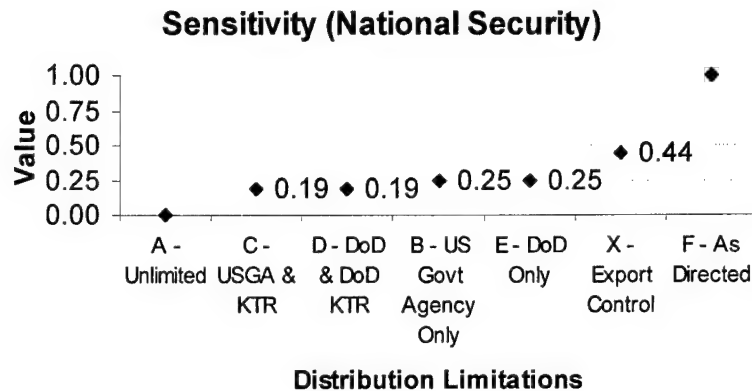 Sensitivity (National Security)
Value
1.00
0.75
0.50
0.25
0.00
0.19
0.19
0.25
0.25
0.44
A -
Unlimited
C -
USGA &
KTR
D - DoD
& DoD
KTR
B - US
Govt
Agency
Only
E - DoD
Only
X -
Export
Control
F - As
Directed
Distribution Limitations